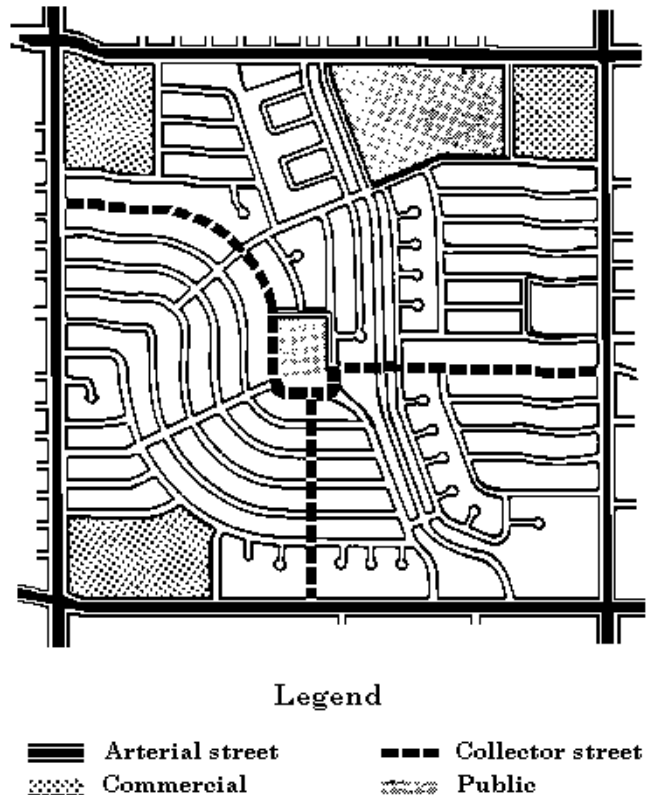 Legend
Arterial street
Collector street
Commercial
Public